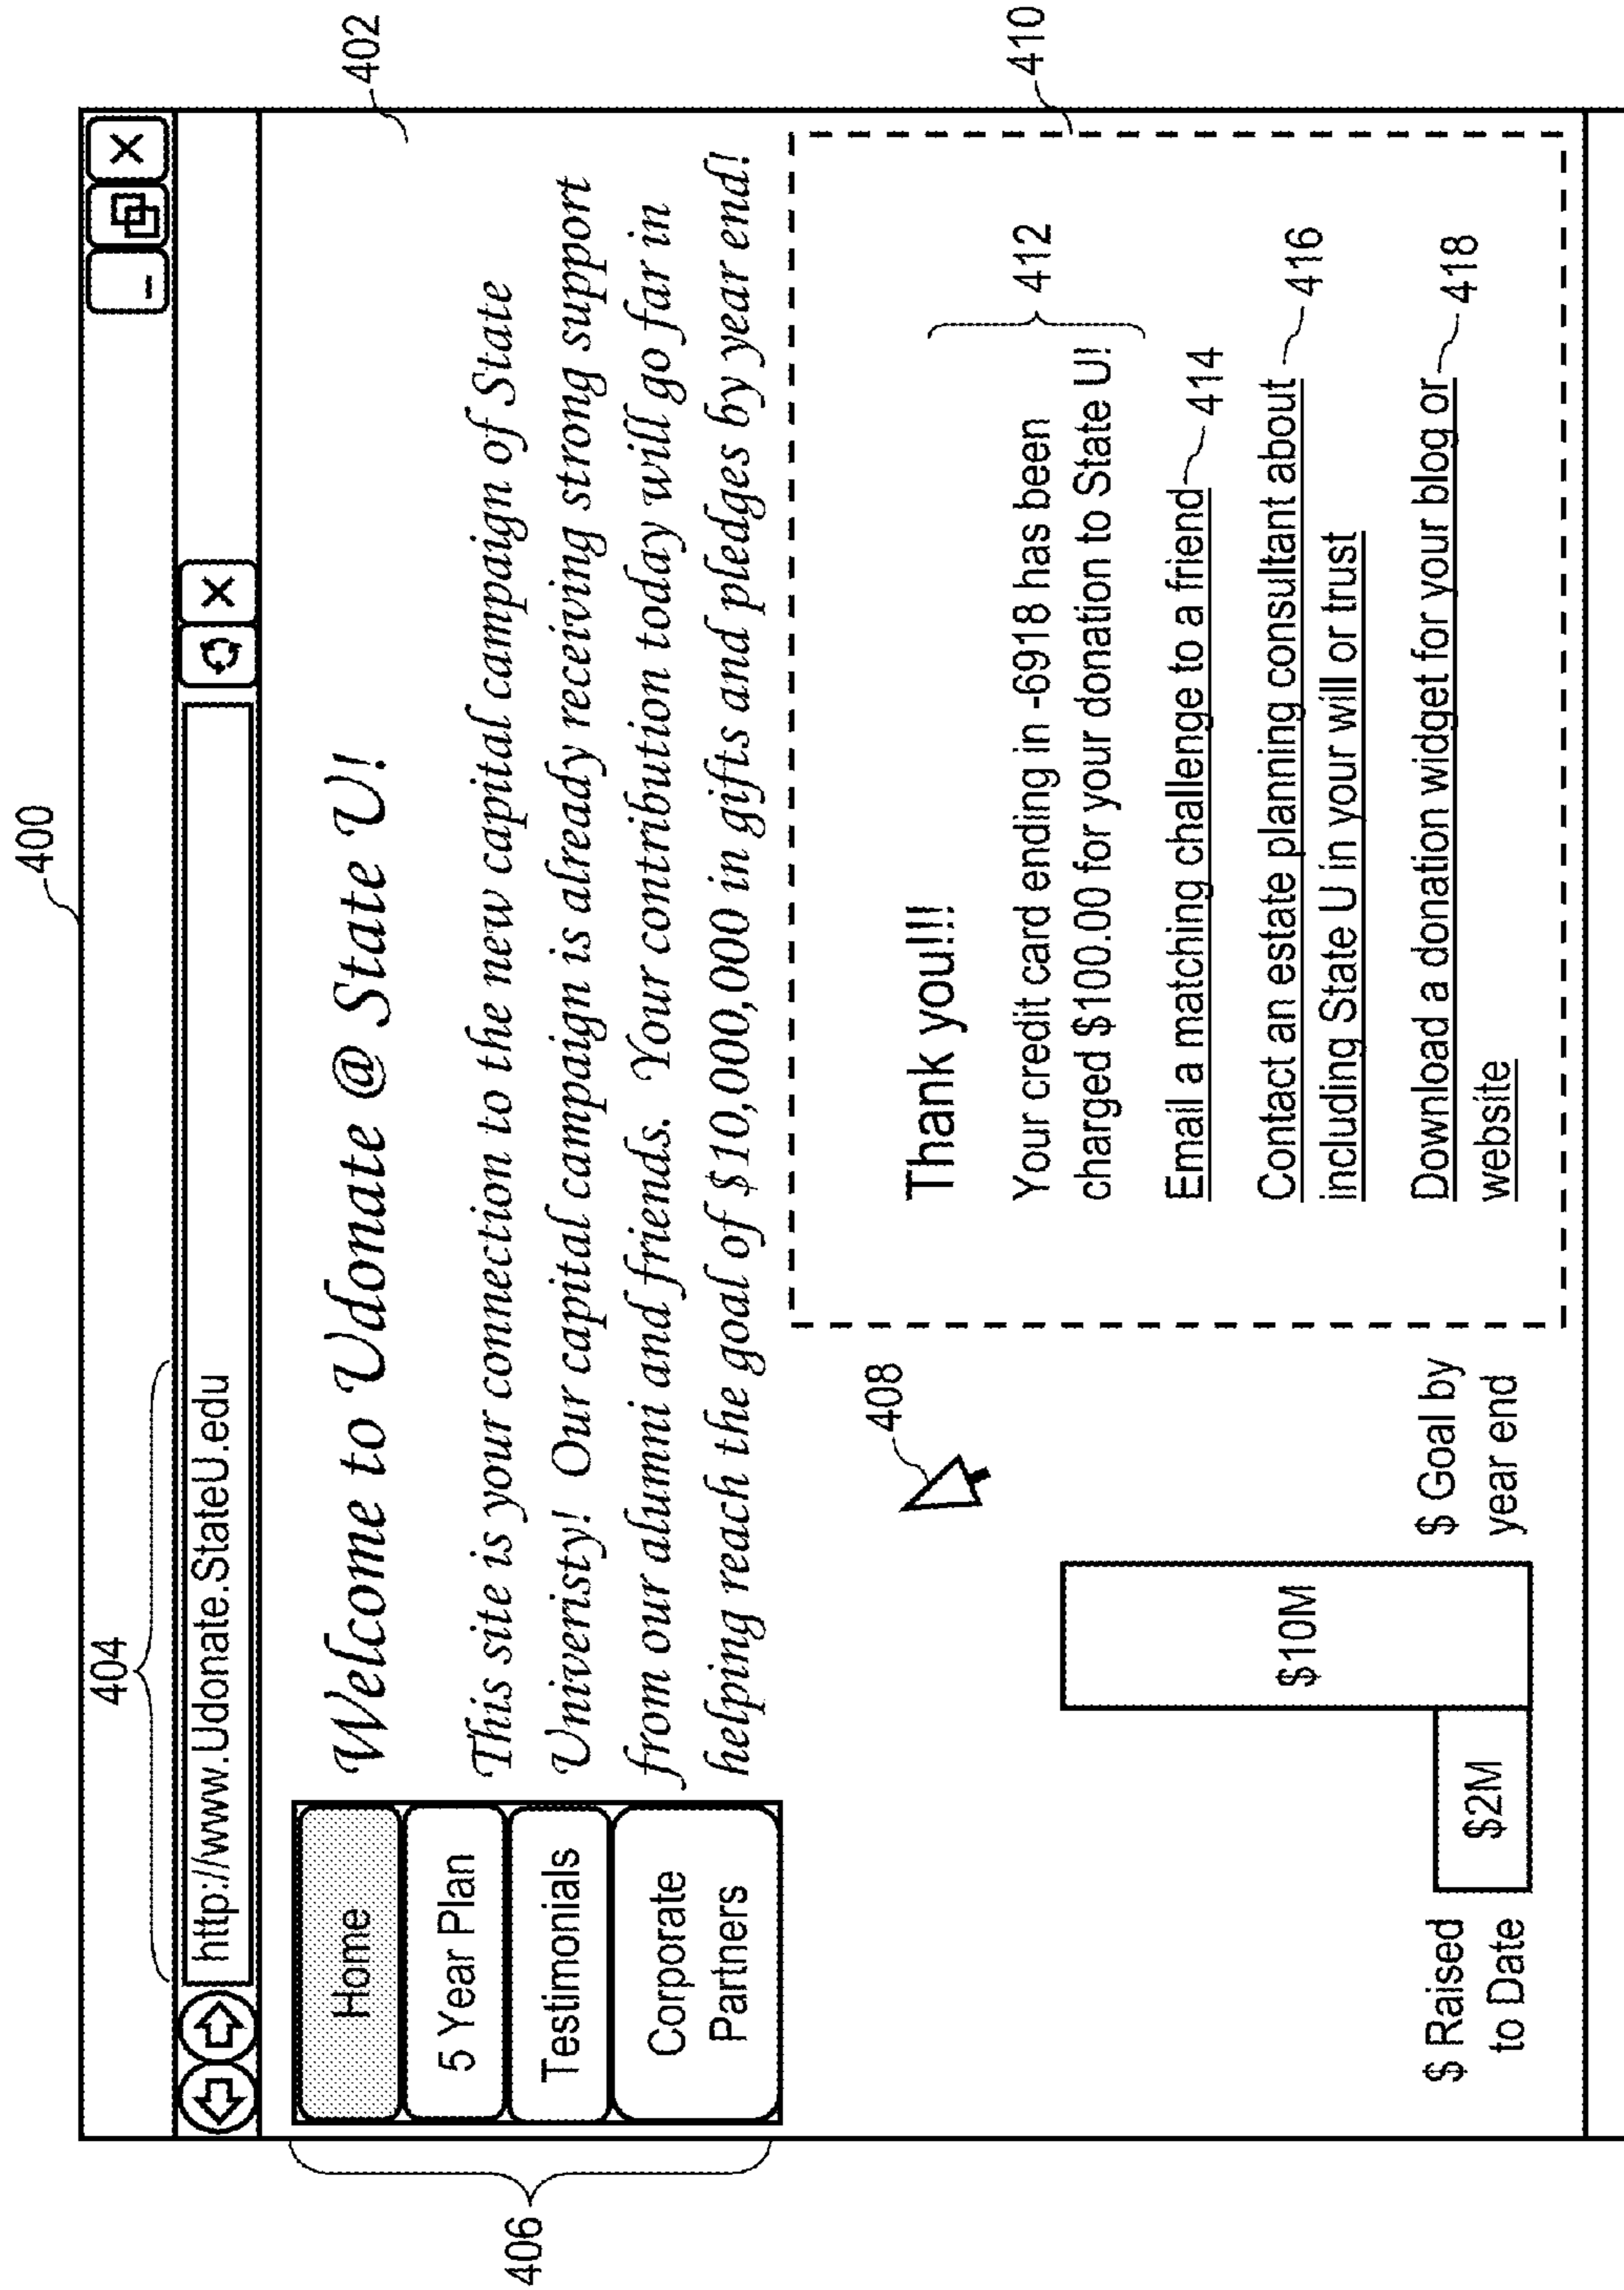 400
404
http://www.Udonate.StateU.edu
402
406
Home
5 Year Plan
Testimonials
Corporate
Partners
Welcome to Udonate @ State U!
This site is your connection to the new capital campaign of State
Univeristy! Our capital campaign is already receiving strong support
from our alumni and friends. Your contribution today will go far in
helping reach the goal of $10,000,000 in gifts and pledges by year end!
408
410
Thank you!!!
Your credit card ending in -6918 has been
charged $100.00 for your donation to State U!
412
Email a matching challenge to a friend
414
Contact an estate planning consultant about
416
including State U in your will or trust
Download a donation widget for your blog or
418
website
$ Raised
to Date
$2M
$10M
$ Goal by
year end